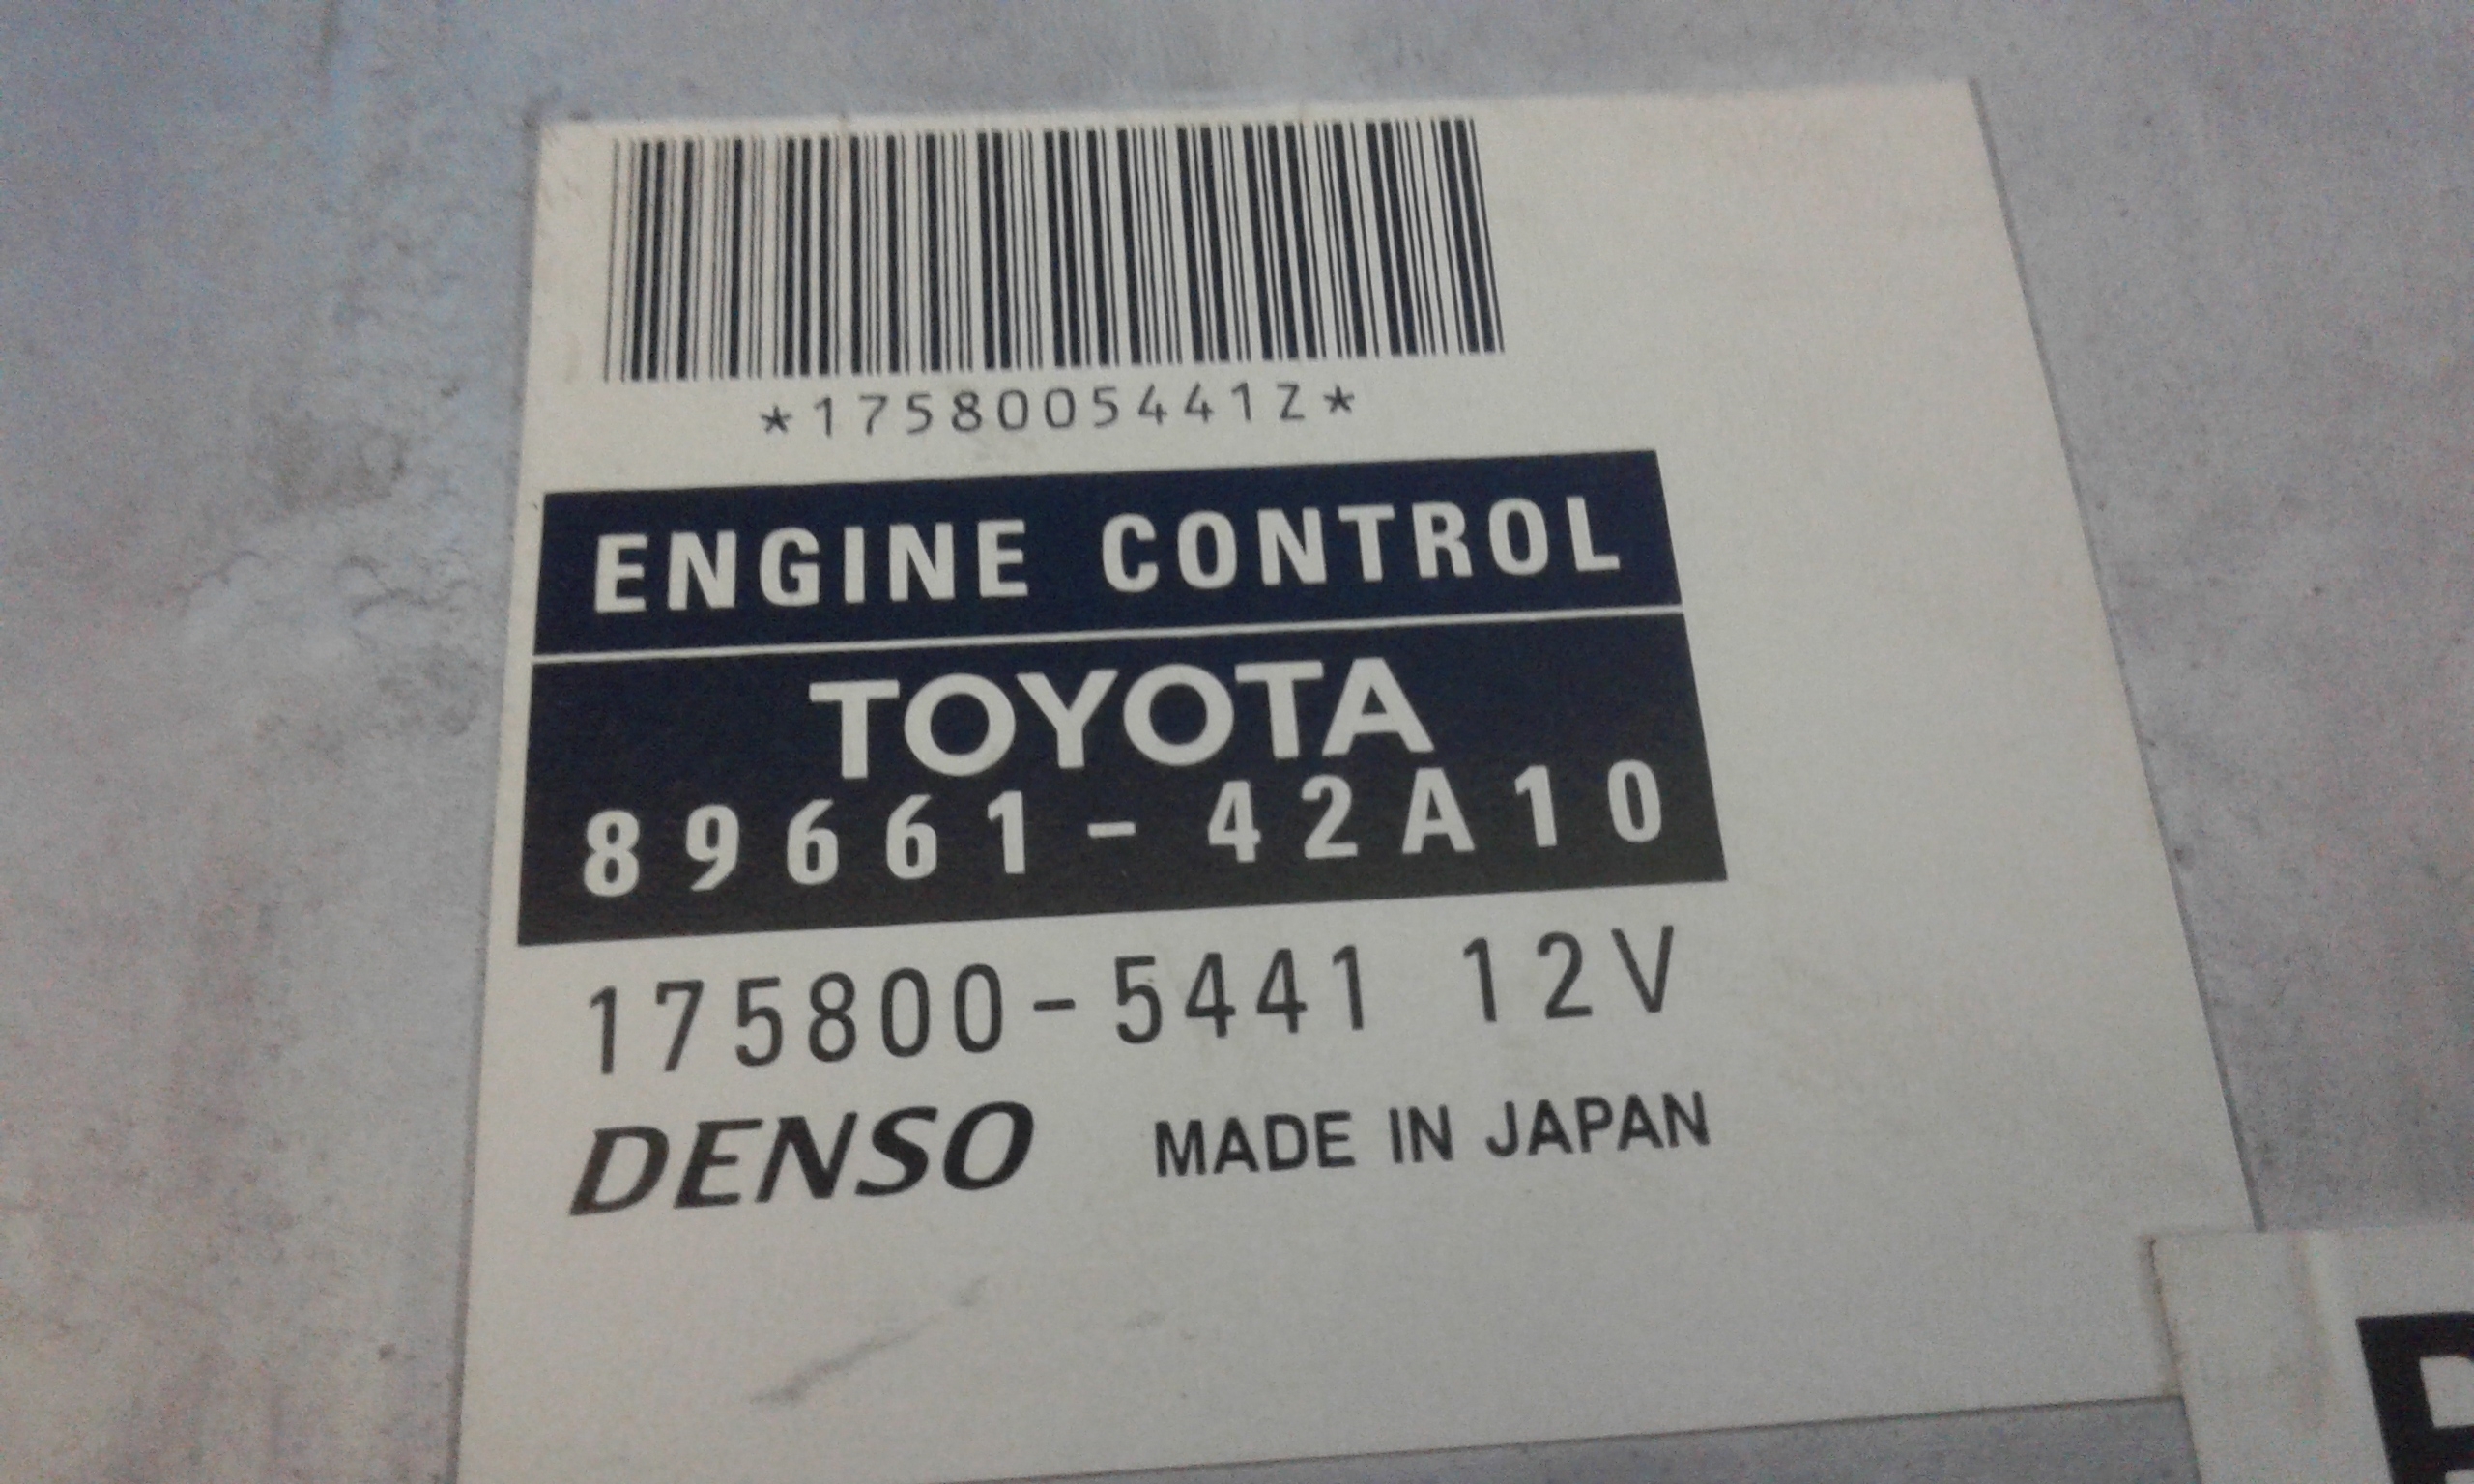 *1758005441Z*
ENGINE CONTROL
TOYOTA
89661-42A10
175800-5441 12V
DENSO MADE IN JAPAN